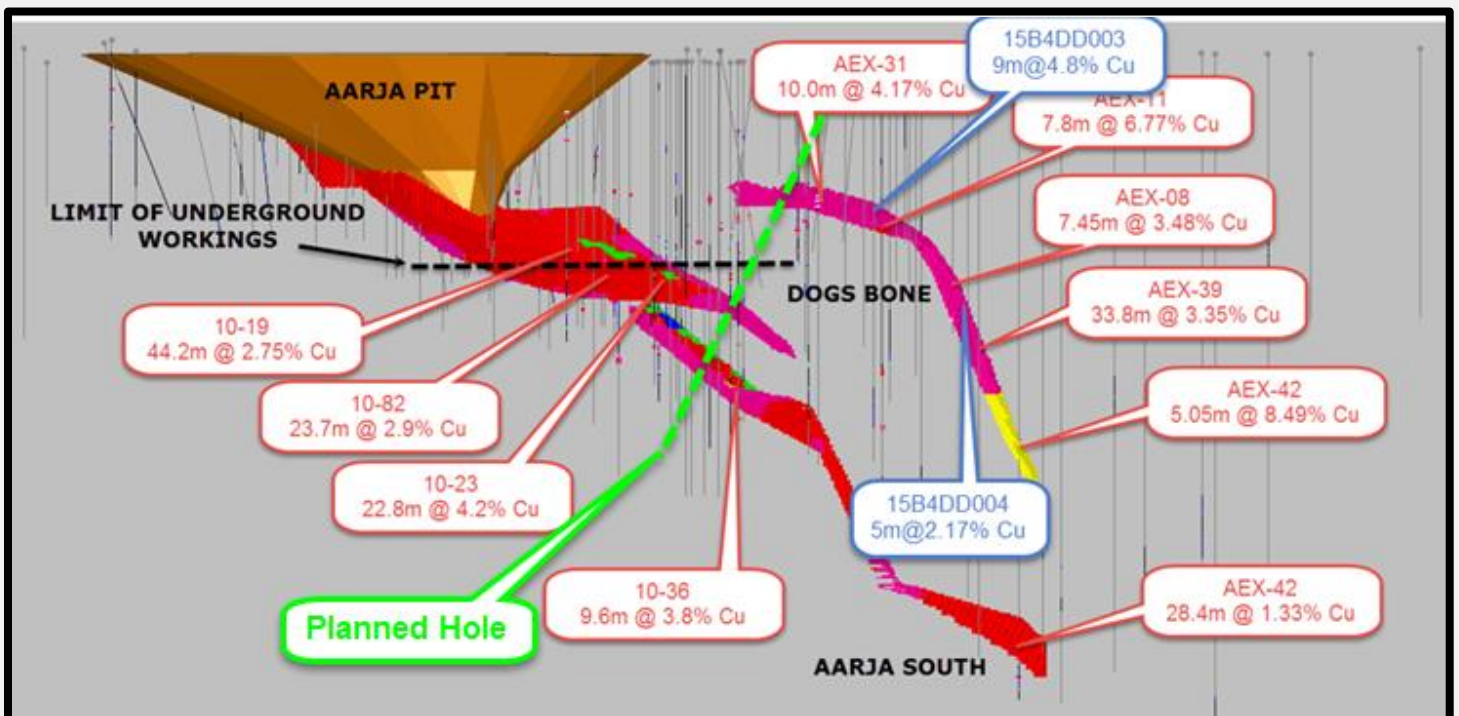 15B4DD003
9m@4.8% Cu
AEX-31
10.0m @ 4.17% Cu
AARJA PIT
AEX-11
7.8m @ 6.77% Cu
LIMIT OF UNDERGROUND
WORKINGS
AEX-08
7.45m @ 3.48% Cu
DOGS BONE
AEX-39
33.8m @ 3.35% Cu
10-19
44.2m @ 2.75% Cu
10-82
23.7m @ 2.9% Cu
AEX-42
5.05m @ 8.49% Cu
10-23
22.8m @ 4.2% Cu
15B4DD004
5m@2.17% Cu
10-36
9.6m @ 3.8% Cu
AEX-42
28.4m @ 1.33% Cu
Planned Hole
AARJA SOUTH